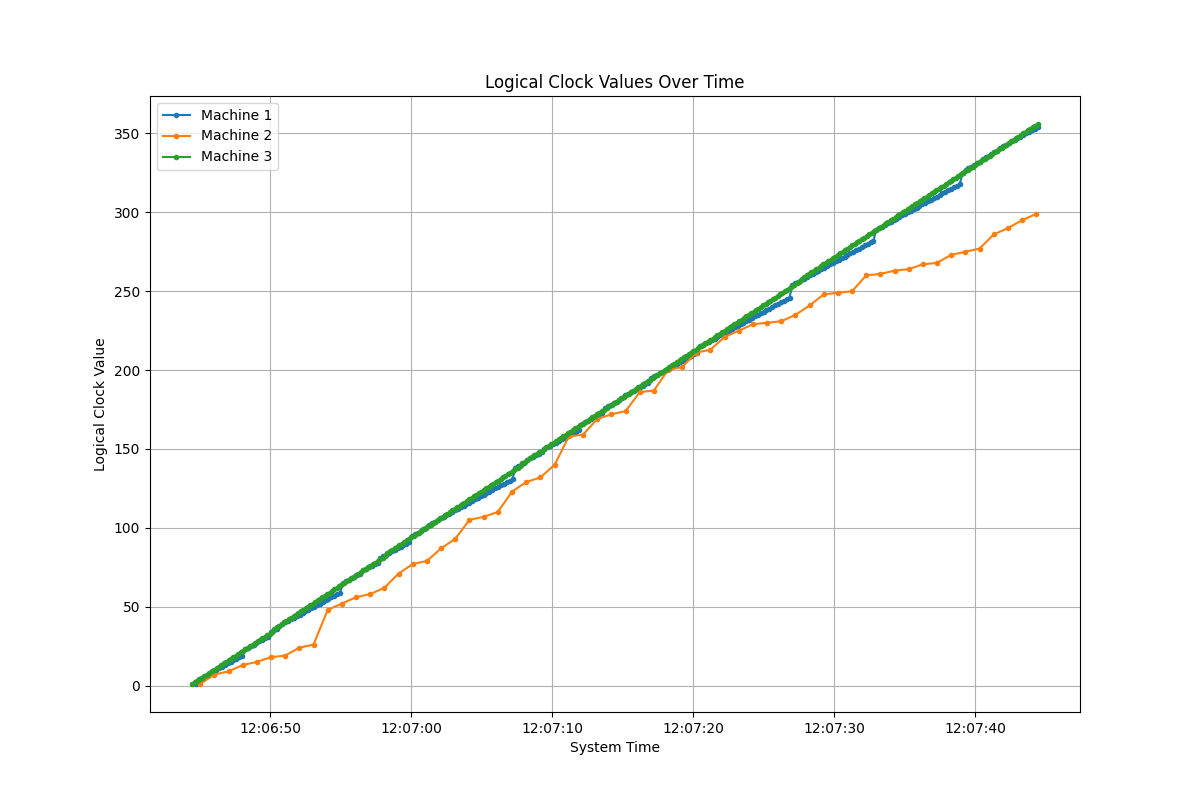 Logical Clock Values Over Time
Machine 1
Machine 2
Machine 3
Logical Clock Value
350
300
250
200
150
100
50
0
12:06:50
12:07:00
12:07:10
12:07:20
12:07:30
12:07:40
System Time